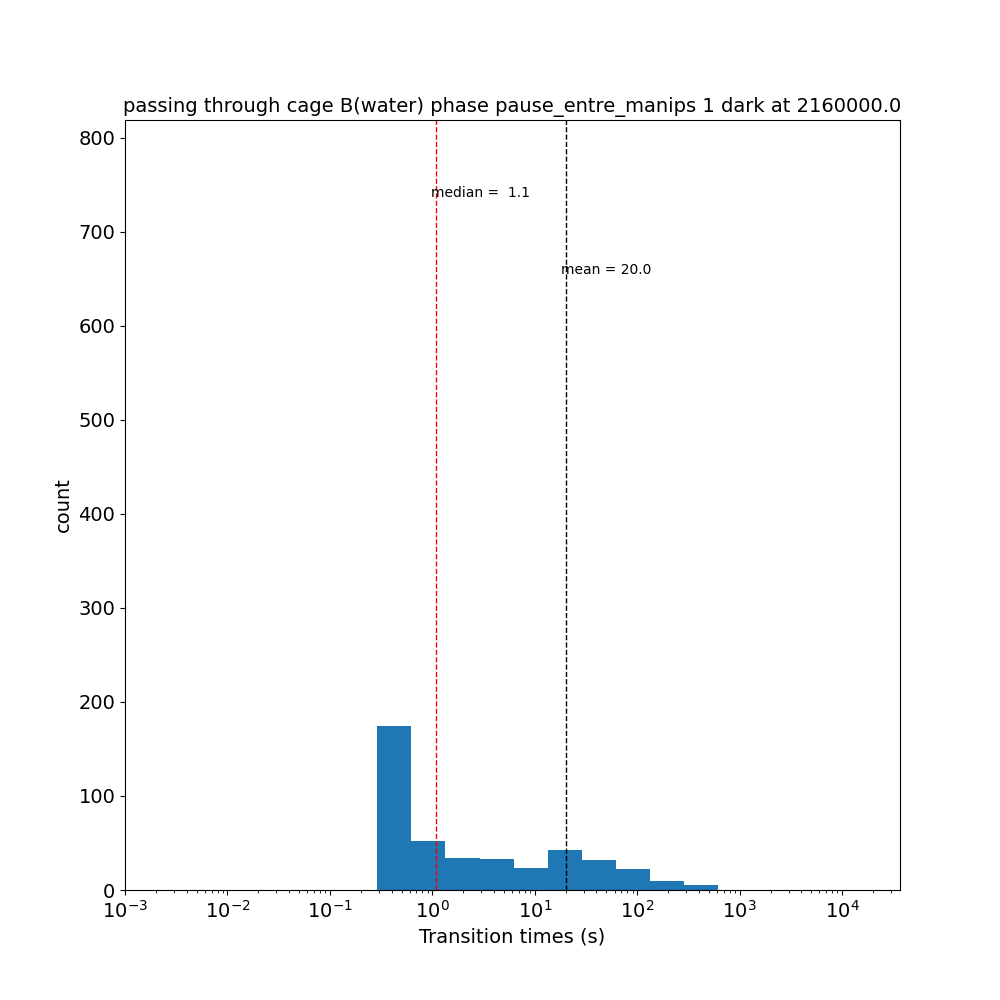 passing through cage B(water) phase pause_entre_manips 1 dark at 2160000.0
800
median =  1.1
700
mean = 20.0
600
500
400
300
200
100
0
count
10⁻³ 10⁻² 10⁻¹ 10⁰ 10¹ 10² 10³ 10⁴
Transition times (s)